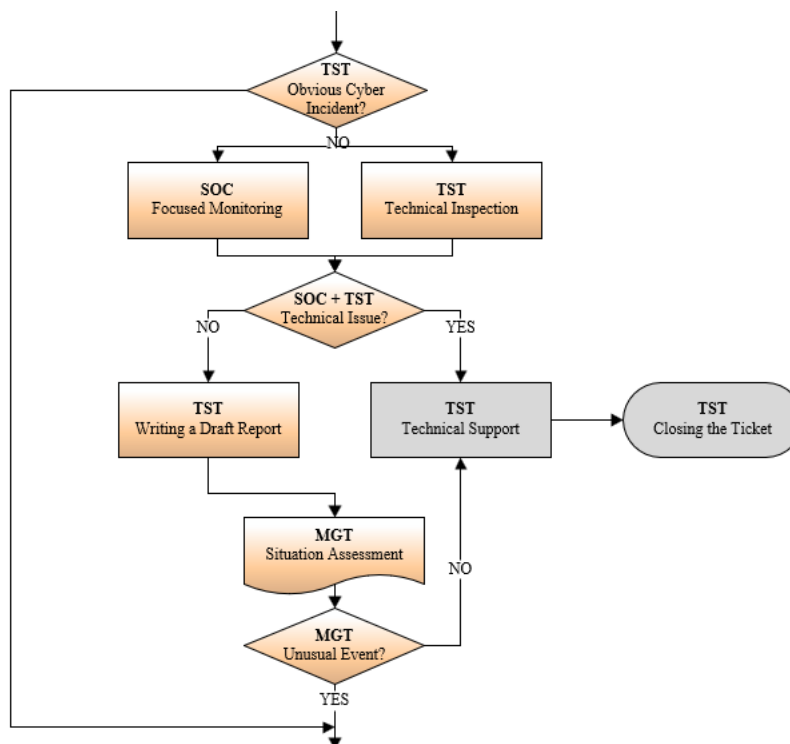 TST
Obvious Cyber
Incident?
NO
SOC
Focused Monitoring
TST
Technical Inspection
SOC + TST
Technical Issue?
NO
YES
TST
Writing a Draft Report
TST
Technical Support
TST
Closing the Ticket
MGT
Situation Assessment
NO
MGT
Unusual Event?
YES